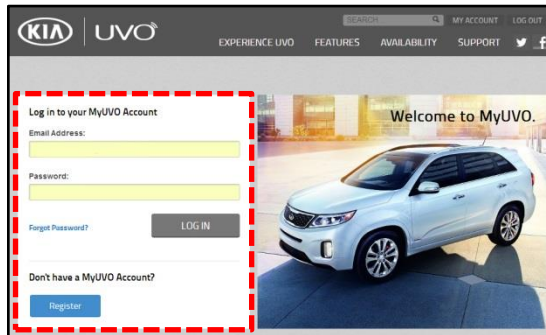 KIA UVO
SEARCH MY ACCOUNT LOG OUT
EXPERIENCE UVO FEATURES AVAILABILITY SUPPORT
Log in to your MyUVO Account
Email Address:
Password:
Forgot Password? LOG IN
Don't have a MyUVO Account?
Register
Welcome to MyUVO.